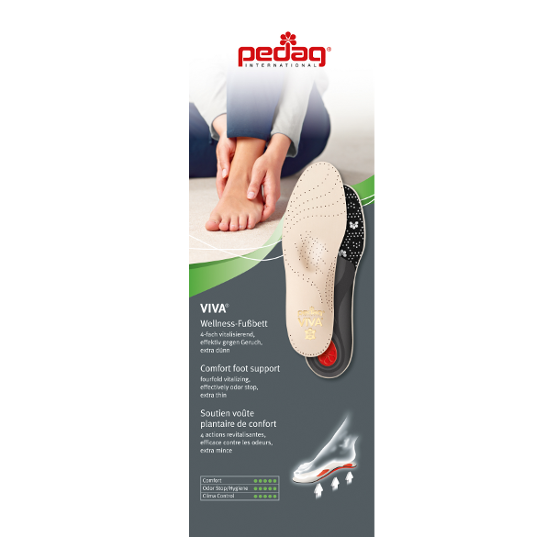 pedag®
INTERNATIONAL
pedag
VIVA
VIVA®
Wellness-Fußbett
4-fach vitalisierend,
effektiv gegen Geruch,
extra dünn
Comfort foot support
fourfold vitalizing,
effectively odor stop,
extra thin
Soutien voûte
plantaire de confort
4 actions revitalisantes,
efficace contre les odeurs,
extra mince
Comfort
Odor Stop/Hygiene
Clima Control